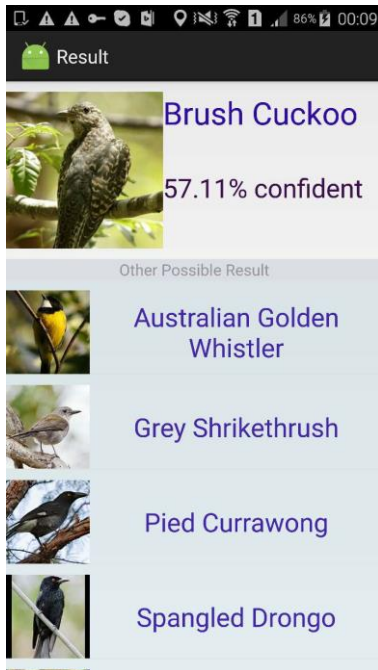 86% 00:09
Result
Brush Cuckoo
57.11% confident
Other Possible Result
Australian Golden
Whistler
Grey Shrikethrush
Pied Currawong
Spangled Drongo